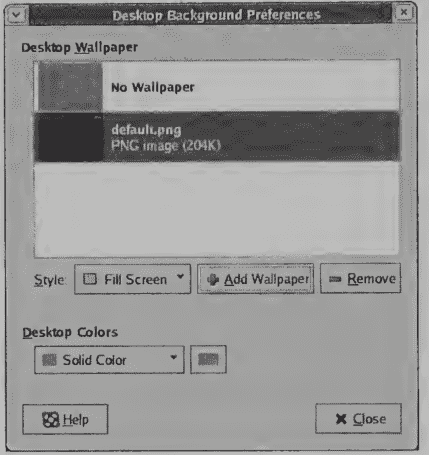 Desktop Background Preferences
Desktop Wallpaper
No Wallpaper
default.png
PNG image (204K)
Style: Fill Screen Add Wallpaper Remove
Desktop Colors
Solid Color
Help Close